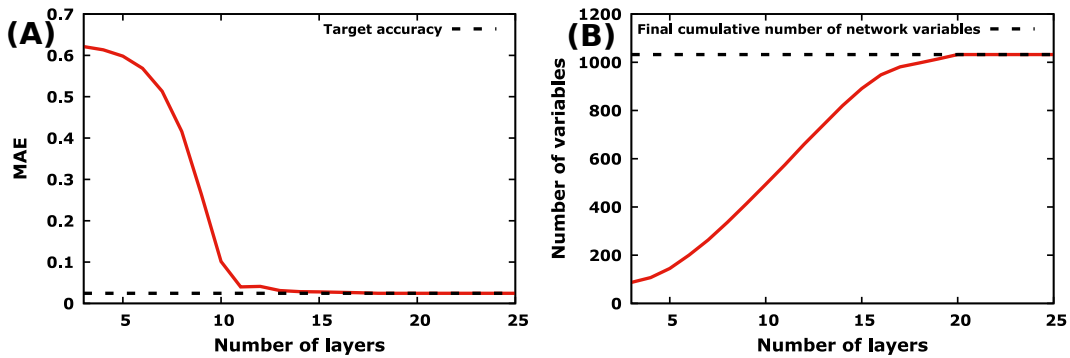 (A)
Target accuracy
0.7
0.6
0.5
0.4
0.3
0.2
0.1
0
MAE
5 10 15 20 25
Number of layers
(B)
Final cumulative number of network variables
1200
1000
800
600
400
200
0
Number of variables
5 10 15 20 25
Number of layers